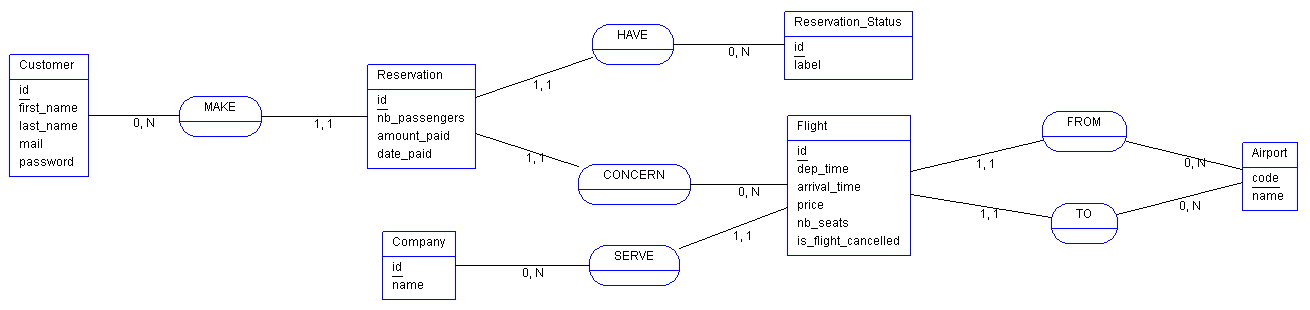 Customer
id
first_name
last_name
mail
password
0, N
MAKE
1, 1
Reservation
id
nb_passengers
amount_paid
date_paid
1, 1
HAVE
0, N
Reservation_Status
id
label
1, 1
CONCERN
0, N
Flight
id
dep_time
arrival_time
price
nb_seats
is_flight_cancelled
Company
id
name
0, N
SERVE
1, 1
1, 1
FROM
0, N
1, 1
TO
0, N
Airport
code
name